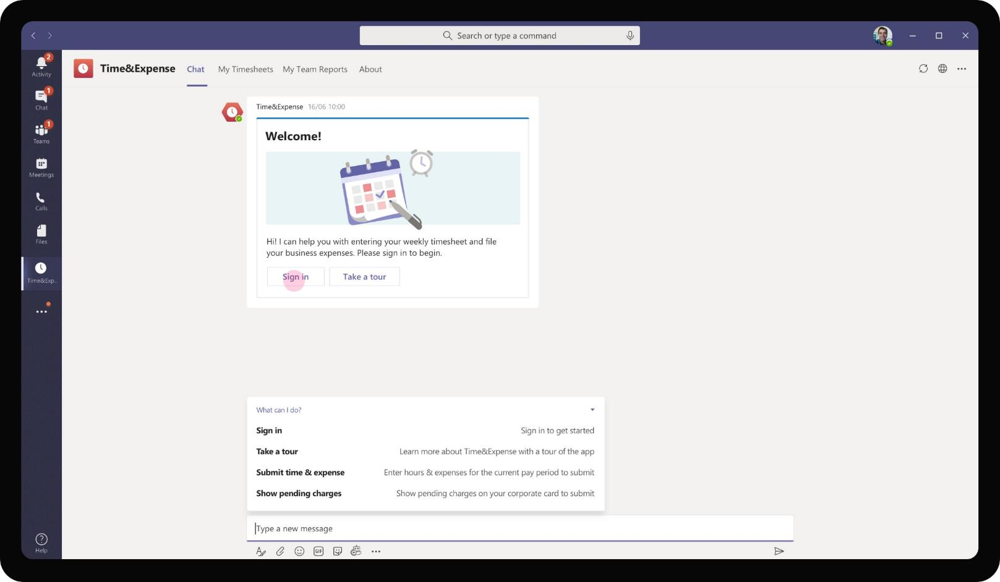 Search or type a command
2
Activity
1
Chat
1
Teams
Meetings
Calls
Files
Time&Exp..
Help
Time&Expense
Chat
My Timesheets
My Team Reports
About
Time&Expense 16/06 10:00
Welcome!
Hi! I can help you with entering your weekly timesheet and file
your business expenses. Please sign in to begin.
Sign in
Take a tour
What can I do?
Sign in Sign in to get started
Take a tour Learn more about Time&Expense with a tour of the app
Submit time & expense Enter hours & expenses for the current pay period to submit
Show pending charges Show pending charges on your corporate card to submit
Type a new message
GIF